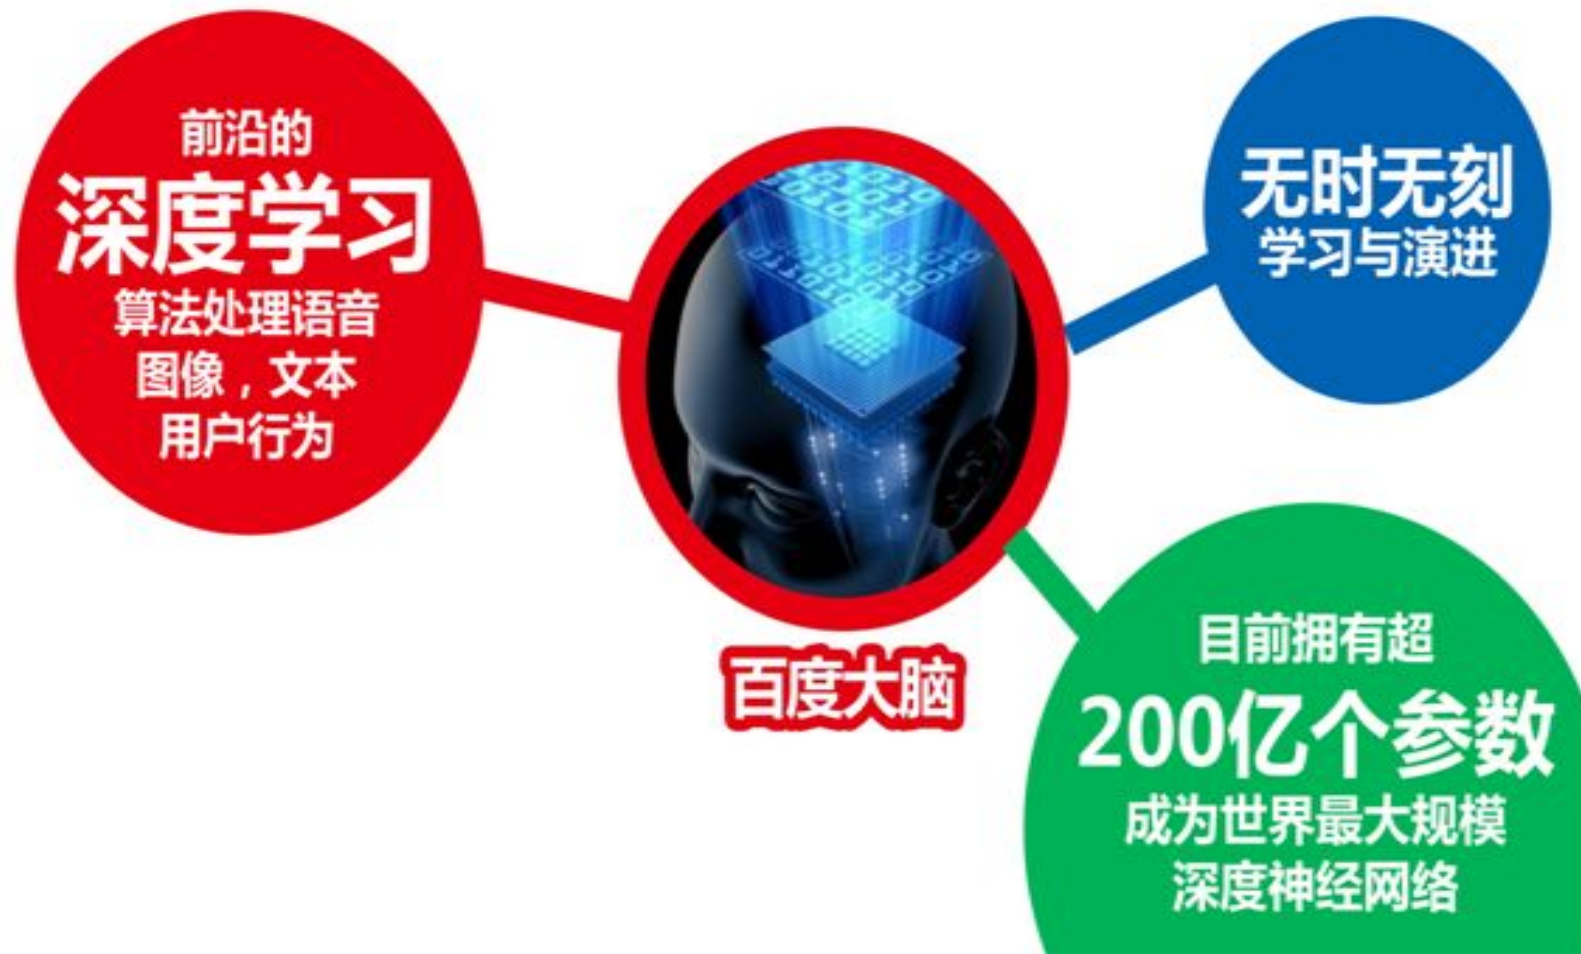 前沿的
深度学习
算法处理语音
图像，文本
用户行为
百度大脑
无时无刻
学习与演进
目前拥有超
200亿个参数
成为世界最大规模
深度神经网络